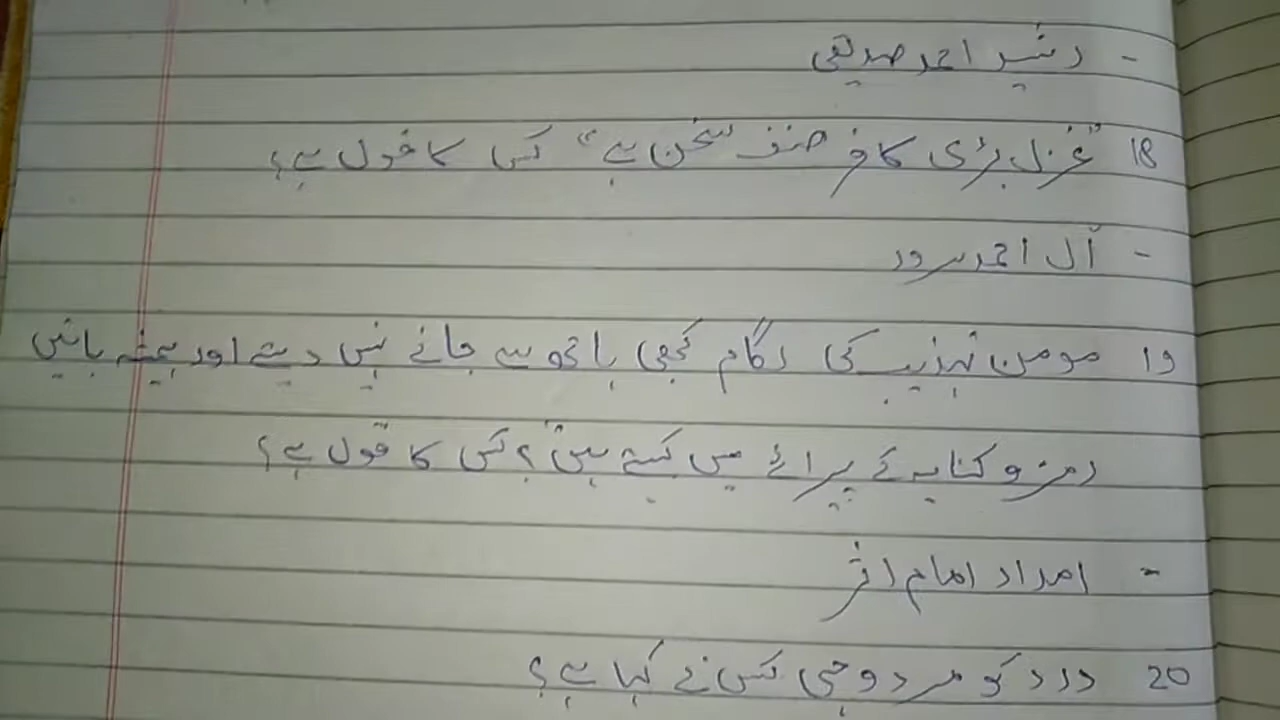 - رشید احمد صدیقی
18 "غزل بڑی کافر صنف سخن ہے" کس کا قول ہے؟
- آل احمد سرور
19 مومن تہذیب کی لگام کبھی ہاتھ سے جانے نہیں دیتے اور ہمیشہ باتیں
رمز و کنایہ کے پیرائے میں کہتے ہیں"؟ کس کا قول ہے؟
- امداد امام اثر
20 درد کو مرد وجی کس نے کہا ہے؟